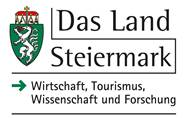 Das Land
Steiermark
Wirtschaft, Tourismus,
Wissenschaft und Forschung